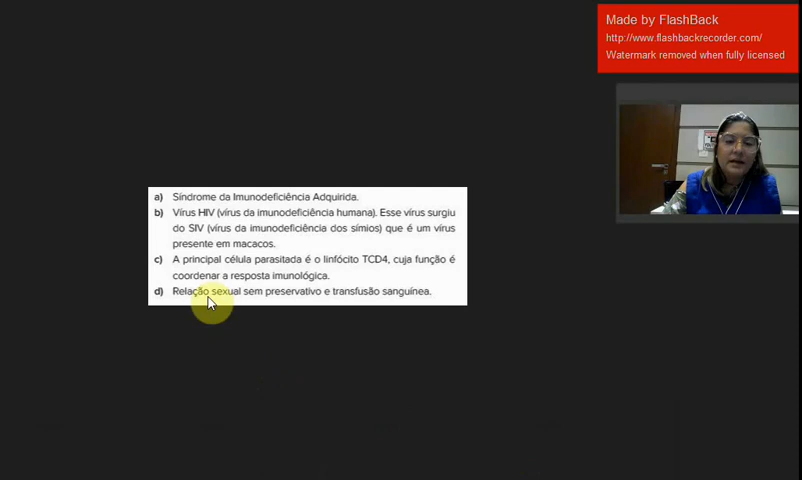 Made by FlashBack
http://www.flashbackrecorder.com/
Watermark removed when fully licensed
a) Síndrome da Imunodeficiência Adquirida.
b) Vírus HIV (vírus da imunodeficiência humana). Esse vírus surgiu
do SIV (vírus da imunodeficiência dos símios) que é um vírus
presente em macacos.
c) A principal célula parasitada é o linfócito TCD4, cuja função é
coordenar a resposta imunológica.
d) Relação sexual sem preservativo e transfusão sanguínea.